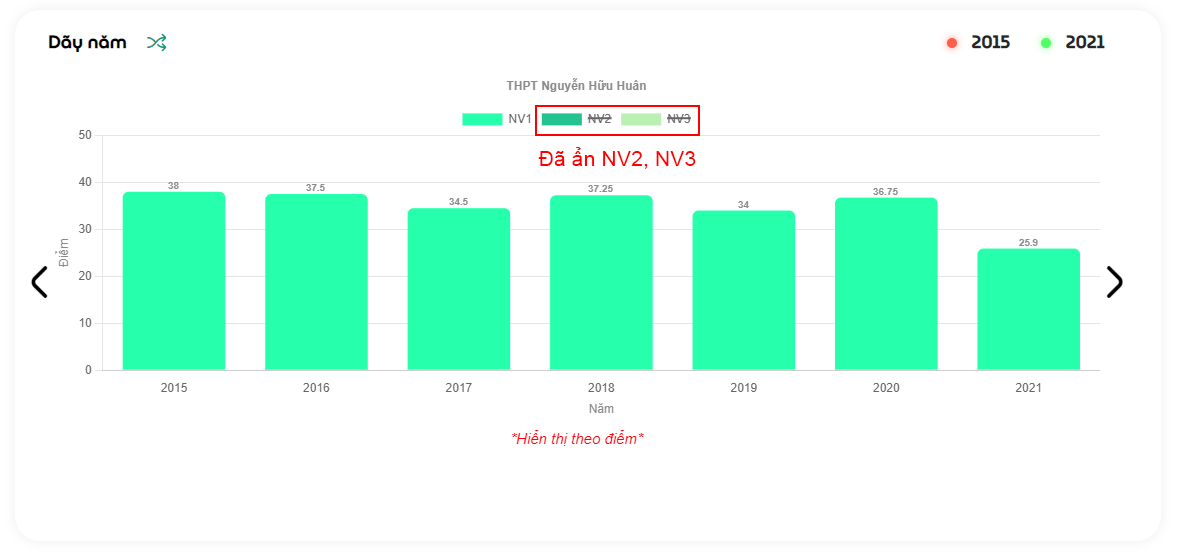 Dãy năm
2015 2021
THPT Nguyễn Hữu Huân
NV1 NV2 NV3
Đã ẩn NV2, NV3
50
40
30
20
10
0
Điểm
38 37.5 34.5 37.25 34 36.75 25.9
2015 2016 2017 2018 2019 2020 2021
Năm
*Hiển thị theo điểm*